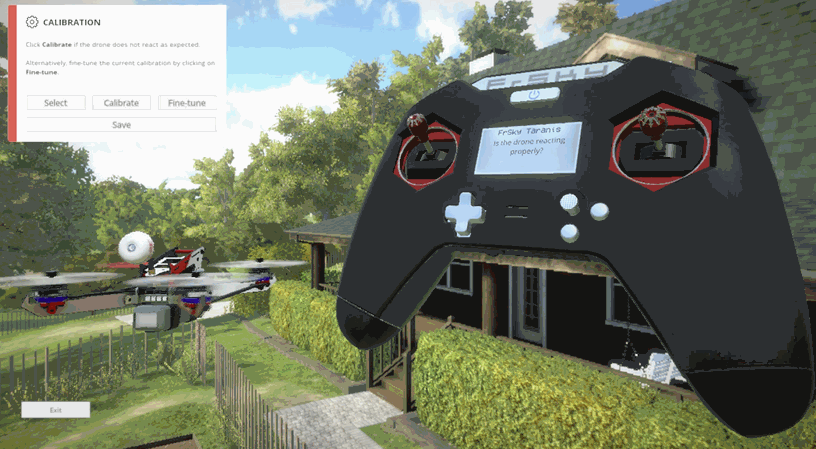 CALIBRATION
Click Calibrate if the drone does not react as expected.
Alternatively, fine-tune the current calibration by clicking on
Fine-tune.
Select
Calibrate
Fine-tune
Save
FrSky
FrSky Taranis
Is the drone reacting
properly?
Exit